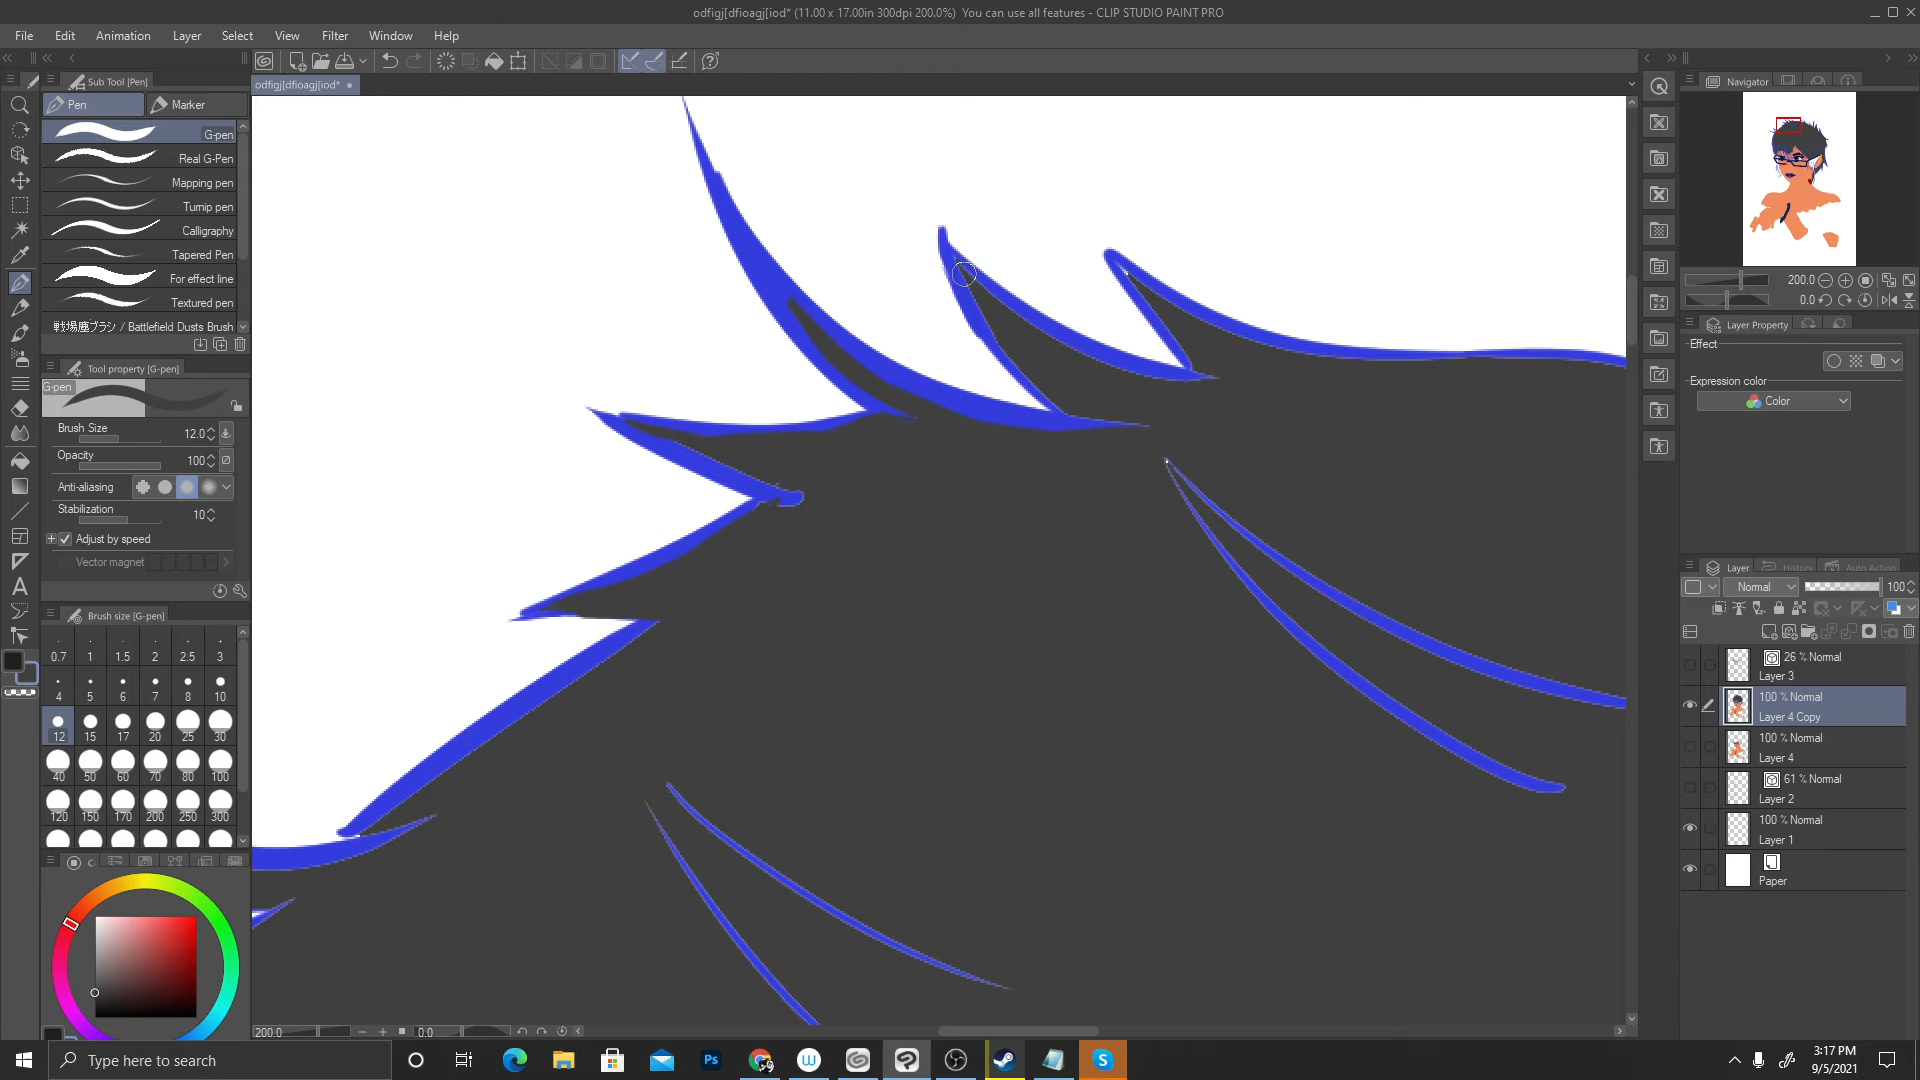 odfigj[dfioagj[iod* (11.00 x 17.00in 300dpi 200.0%)  You can use all features - CLIP STUDIO PAINT PRO
File Edit Animation Layer Select View Filter Window Help
odfigj[dfioagj[iod*
Sub Tool [Pen]
Pen Marker
G-pen
Real G-Pen
Mapping pen
Turnip pen
Calligraphy
Tapered Pen
For effect line
Textured pen
戦場塵ブラシ / Battlefield Dusts Brush
Tool property [G-pen]
G-pen
Brush Size 12.0
Opacity 100
Anti-aliasing
Stabilization 10
Adjust by speed
Vector magnet
Brush size [G-pen]
0.7 1 1.5 2 2.5 3
4 5 6 7 8 10
12 15 17 20 25 30
40 50 60 70 80 100
120 150 170 200 250 300
200.0 0.0
Navigator
200.0
0.0
Layer Property
Effect
Expression color
Color
Layer History Auto Action
Normal 100
26 % Normal
Layer 3
100 % Normal
Layer 4 Copy
100 % Normal
Layer 4
61 % Normal
Layer 2
100 % Normal
Layer 1
Paper
Type here to search
Ps
3:17 PM
9/5/2021